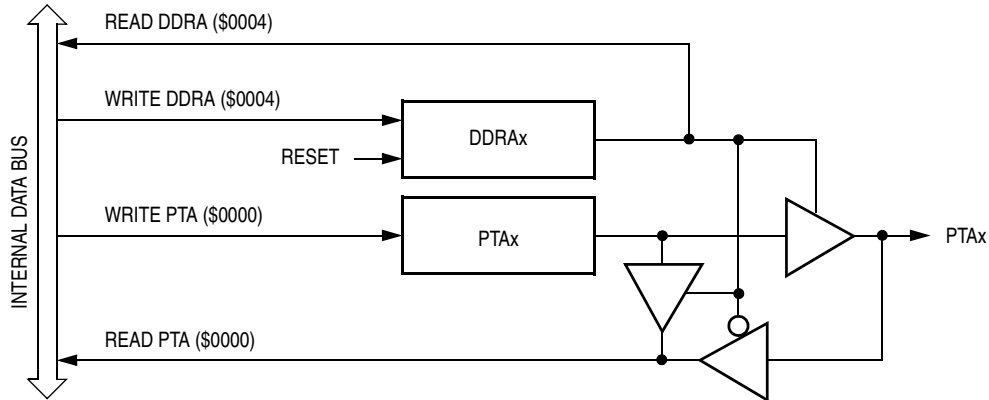 READ DDRA ($0004)
WRITE DDRA ($0004)
DDRAx
RESET
WRITE PTA ($0000)
PTAx
PTAx
READ PTA ($0000)
INTERNAL DATA BUS